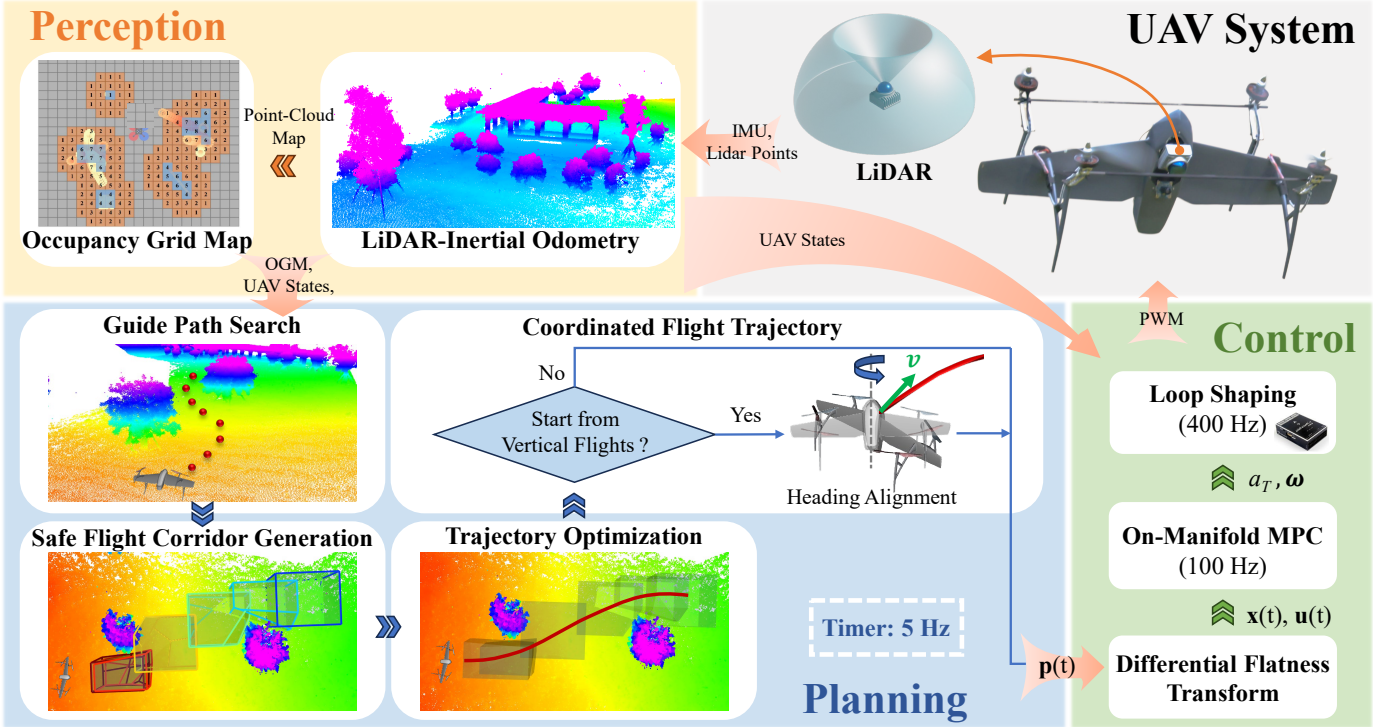 Perception
Point-Cloud
Map
Occupancy Grid Map
LiDAR-Inertial Odometry
OGM,
UAV States,
UAV System
IMU,
Lidar Points
LiDAR
UAV States
PWM
Guide Path Search
Safe Flight Corridor Generation
Trajectory Optimization
Coordinated Flight Trajectory
No
Start from
Vertical Flights ?
Yes
v
Heading Alignment
Timer: 5 Hz
Planning
p(t)
Control
Loop Shaping
(400 Hz)
a_T , ω
On-Manifold MPC
(100 Hz)
x(t), u(t)
Differential Flatness
Transform